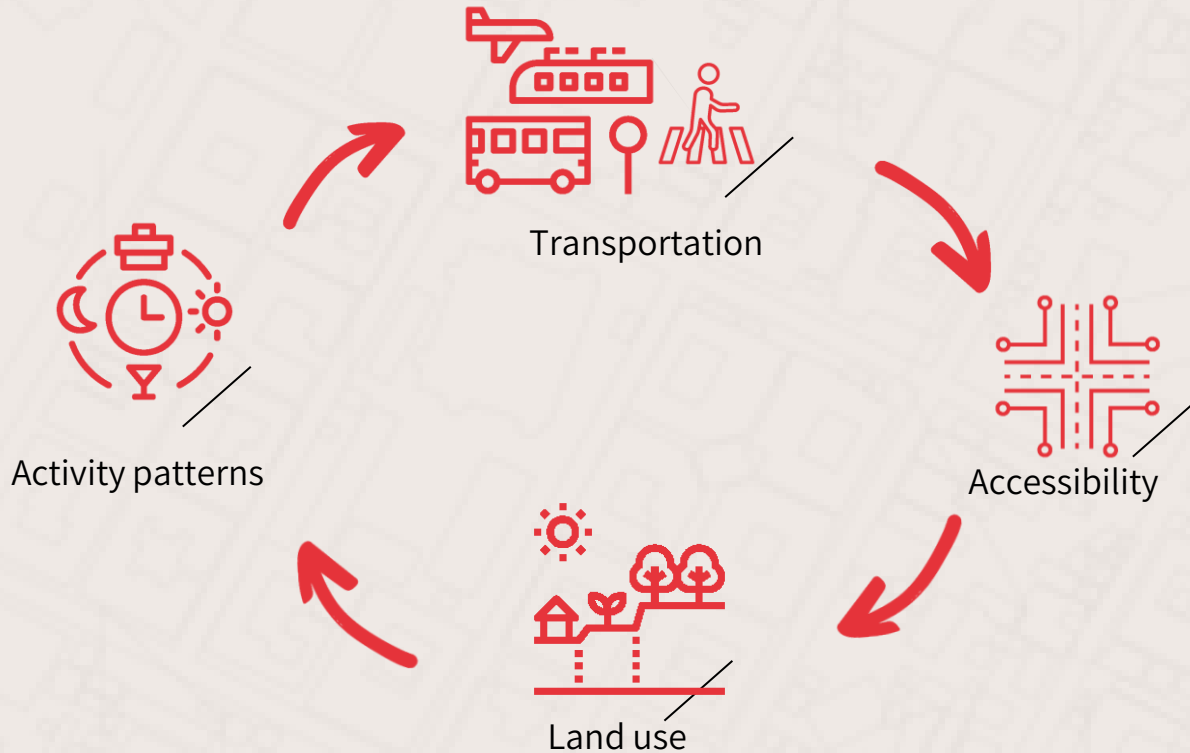 Transportation
Activity patterns
Accessibility
Land use